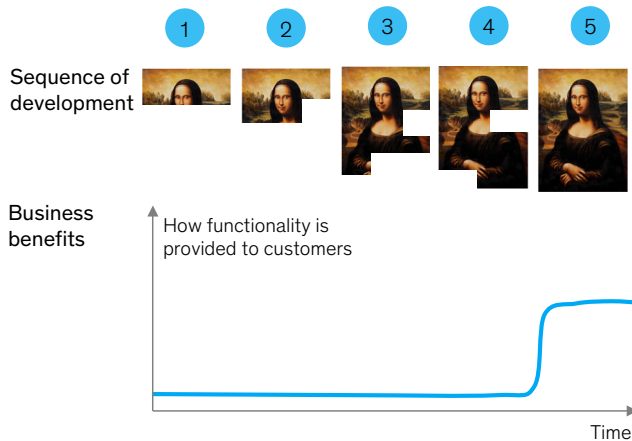 1
2
3
4
5
Sequence of
development
Business
benefits
How functionality is
provided to customers
Time